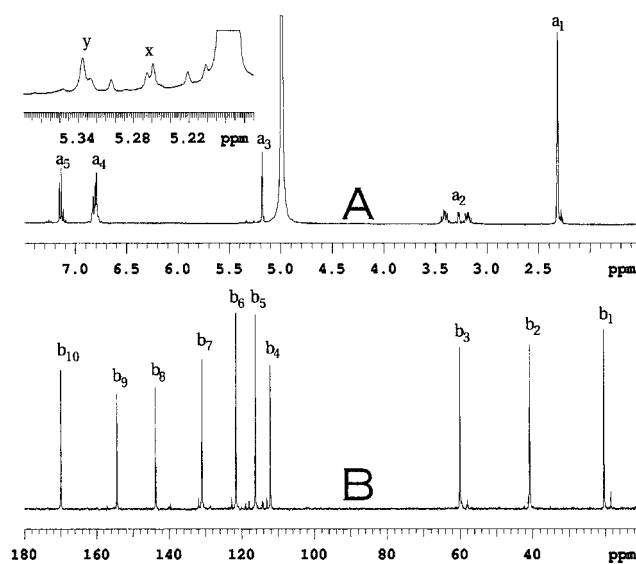 a1
y x
5.34 5.28 5.22 ppm
a3
a5 a4
A
a2
7.0 6.5 6.0 5.5 5.0 4.5 4.0 3.5 3.0 2.5 ppm
b6 b5
b10 b9 b8 b7 b4 b3 b2 b1
B
180 160 140 120 100 80 60 40 ppm